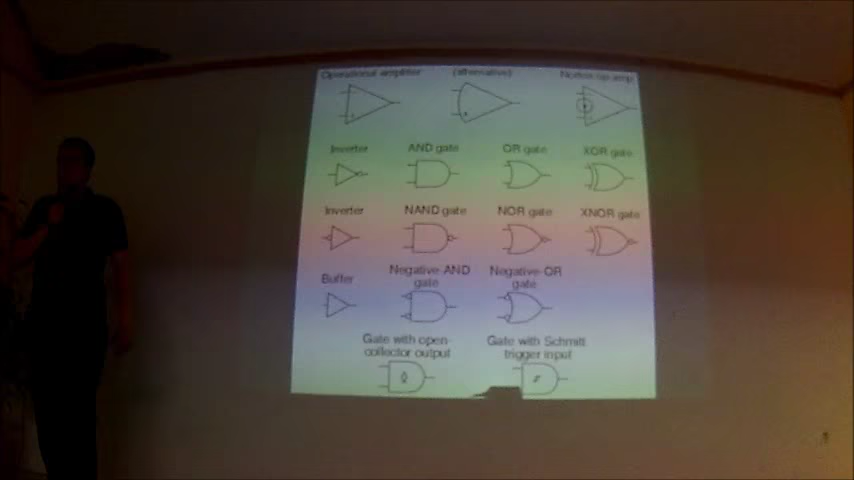 Operational amplifier (alternative) Norton op-amp
Inverter AND gate OR gate XOR gate
Inverter NAND gate NOR gate XNOR gate
Buffer Negative-AND gate Negative-OR gate
Gate with open-collector output Gate with Schmitt trigger input